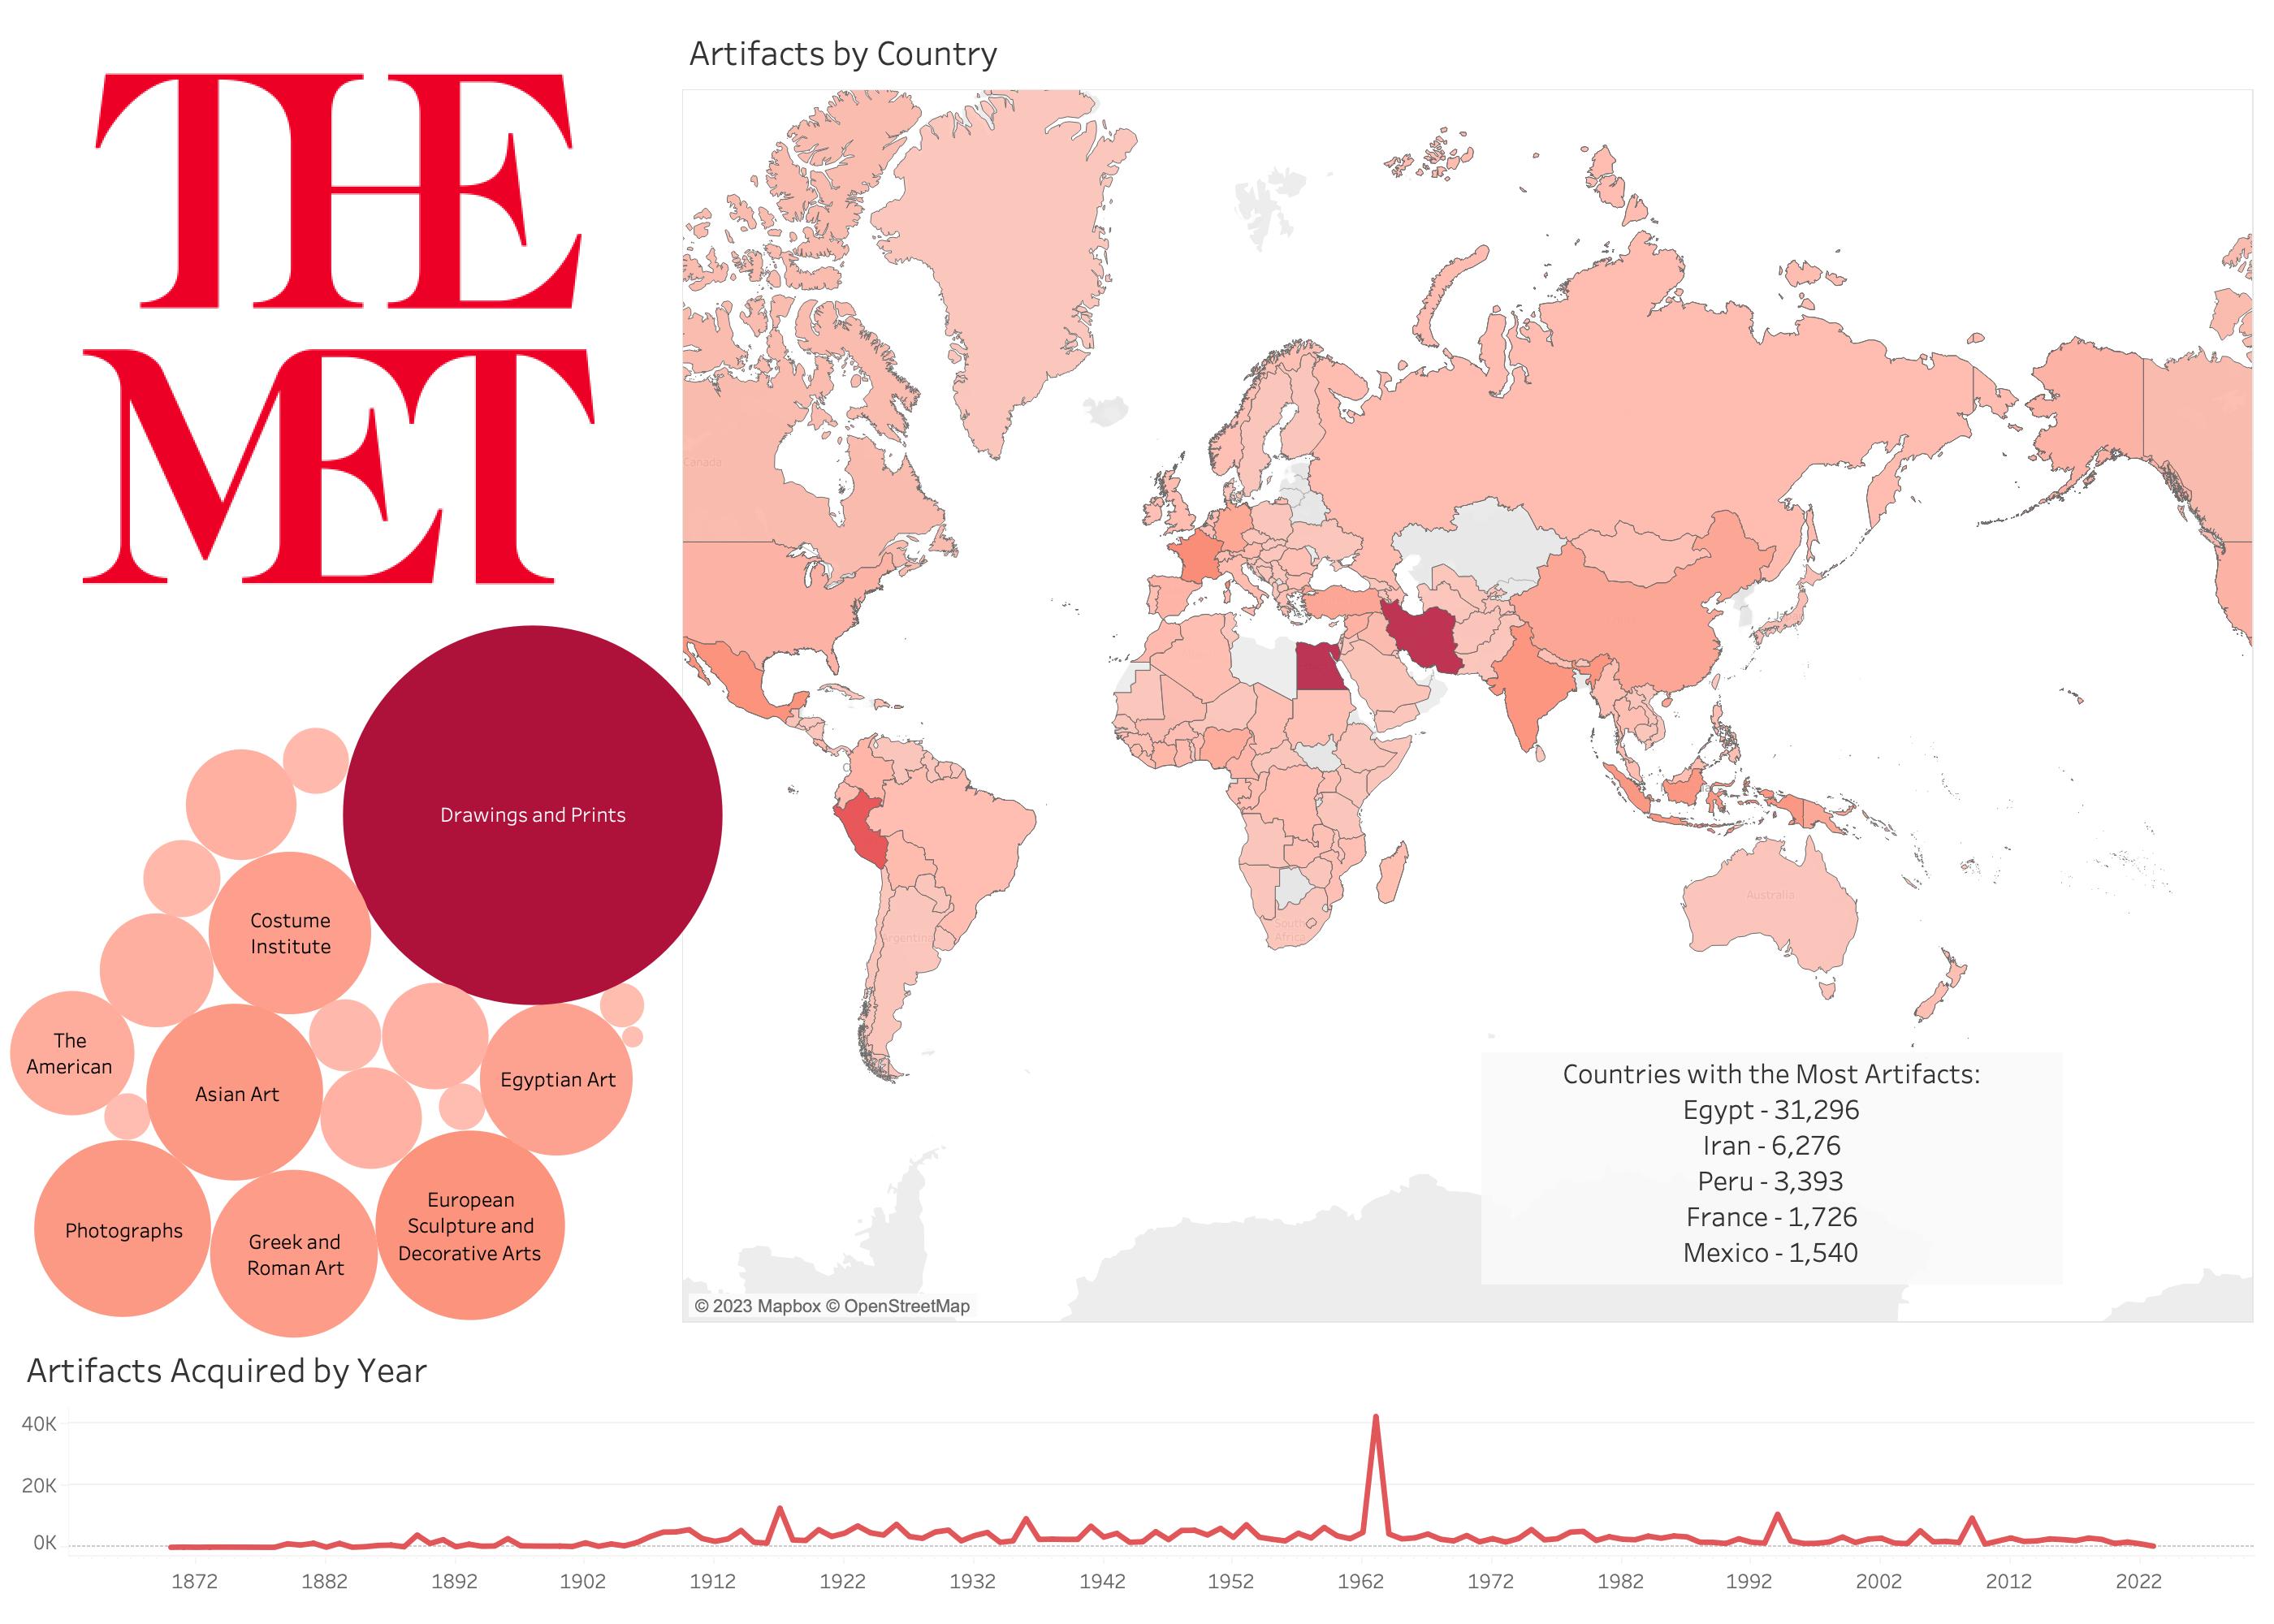 THE
MET
Artifacts by Country
Canada
Argentina
South
Africa
Australia
Drawings and Prints
Costume
Institute
The
American
Asian Art
Egyptian Art
Photographs
Greek and
Roman Art
European
Sculpture and
Decorative Arts
Countries with the Most Artifacts:
Egypt - 31,296
Iran - 6,276
Peru - 3,393
France - 1,726
Mexico - 1,540
© 2023 Mapbox © OpenStreetMap
Artifacts Acquired by Year
40K
20K
0K
1872 1882 1892 1902 1912 1922 1932 1942 1952 1962 1972 1982 1992 2002 2012 2022